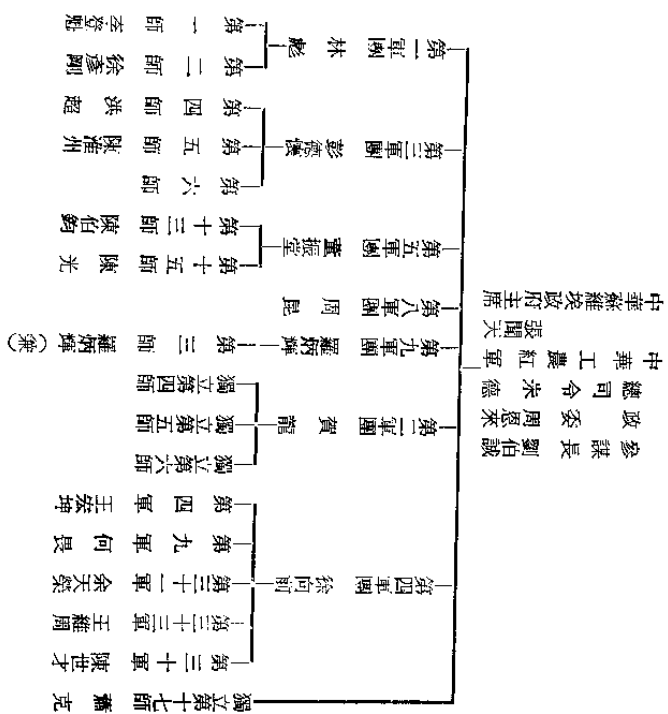 中華蘇維埃政府主席
張聞天
中華工農紅軍
總司令 朱德
政委 周恩來
參謀長 劉伯誠
第一軍團 林彪
第一師 李登魁
第二師 徐彥剛
第三軍團 彭德懷
第四師 洪超
第五師 陳濰州
第六師
第五軍團 董振堂
第十三師 陳伯鈞
第十五師 陳光
第八軍團 周昆
第九軍團 羅炳輝
第三師 羅炳輝(兼)
第二軍團 賀龍
獨立第四師
獨立第五師
獨立第六師
第四軍團 徐向前
第四軍 王宏坤
第九軍 何畏
第三十一軍 余天榮
第三十三軍 王維周
第三十軍 陳世才
獨立第十七師 蕭克